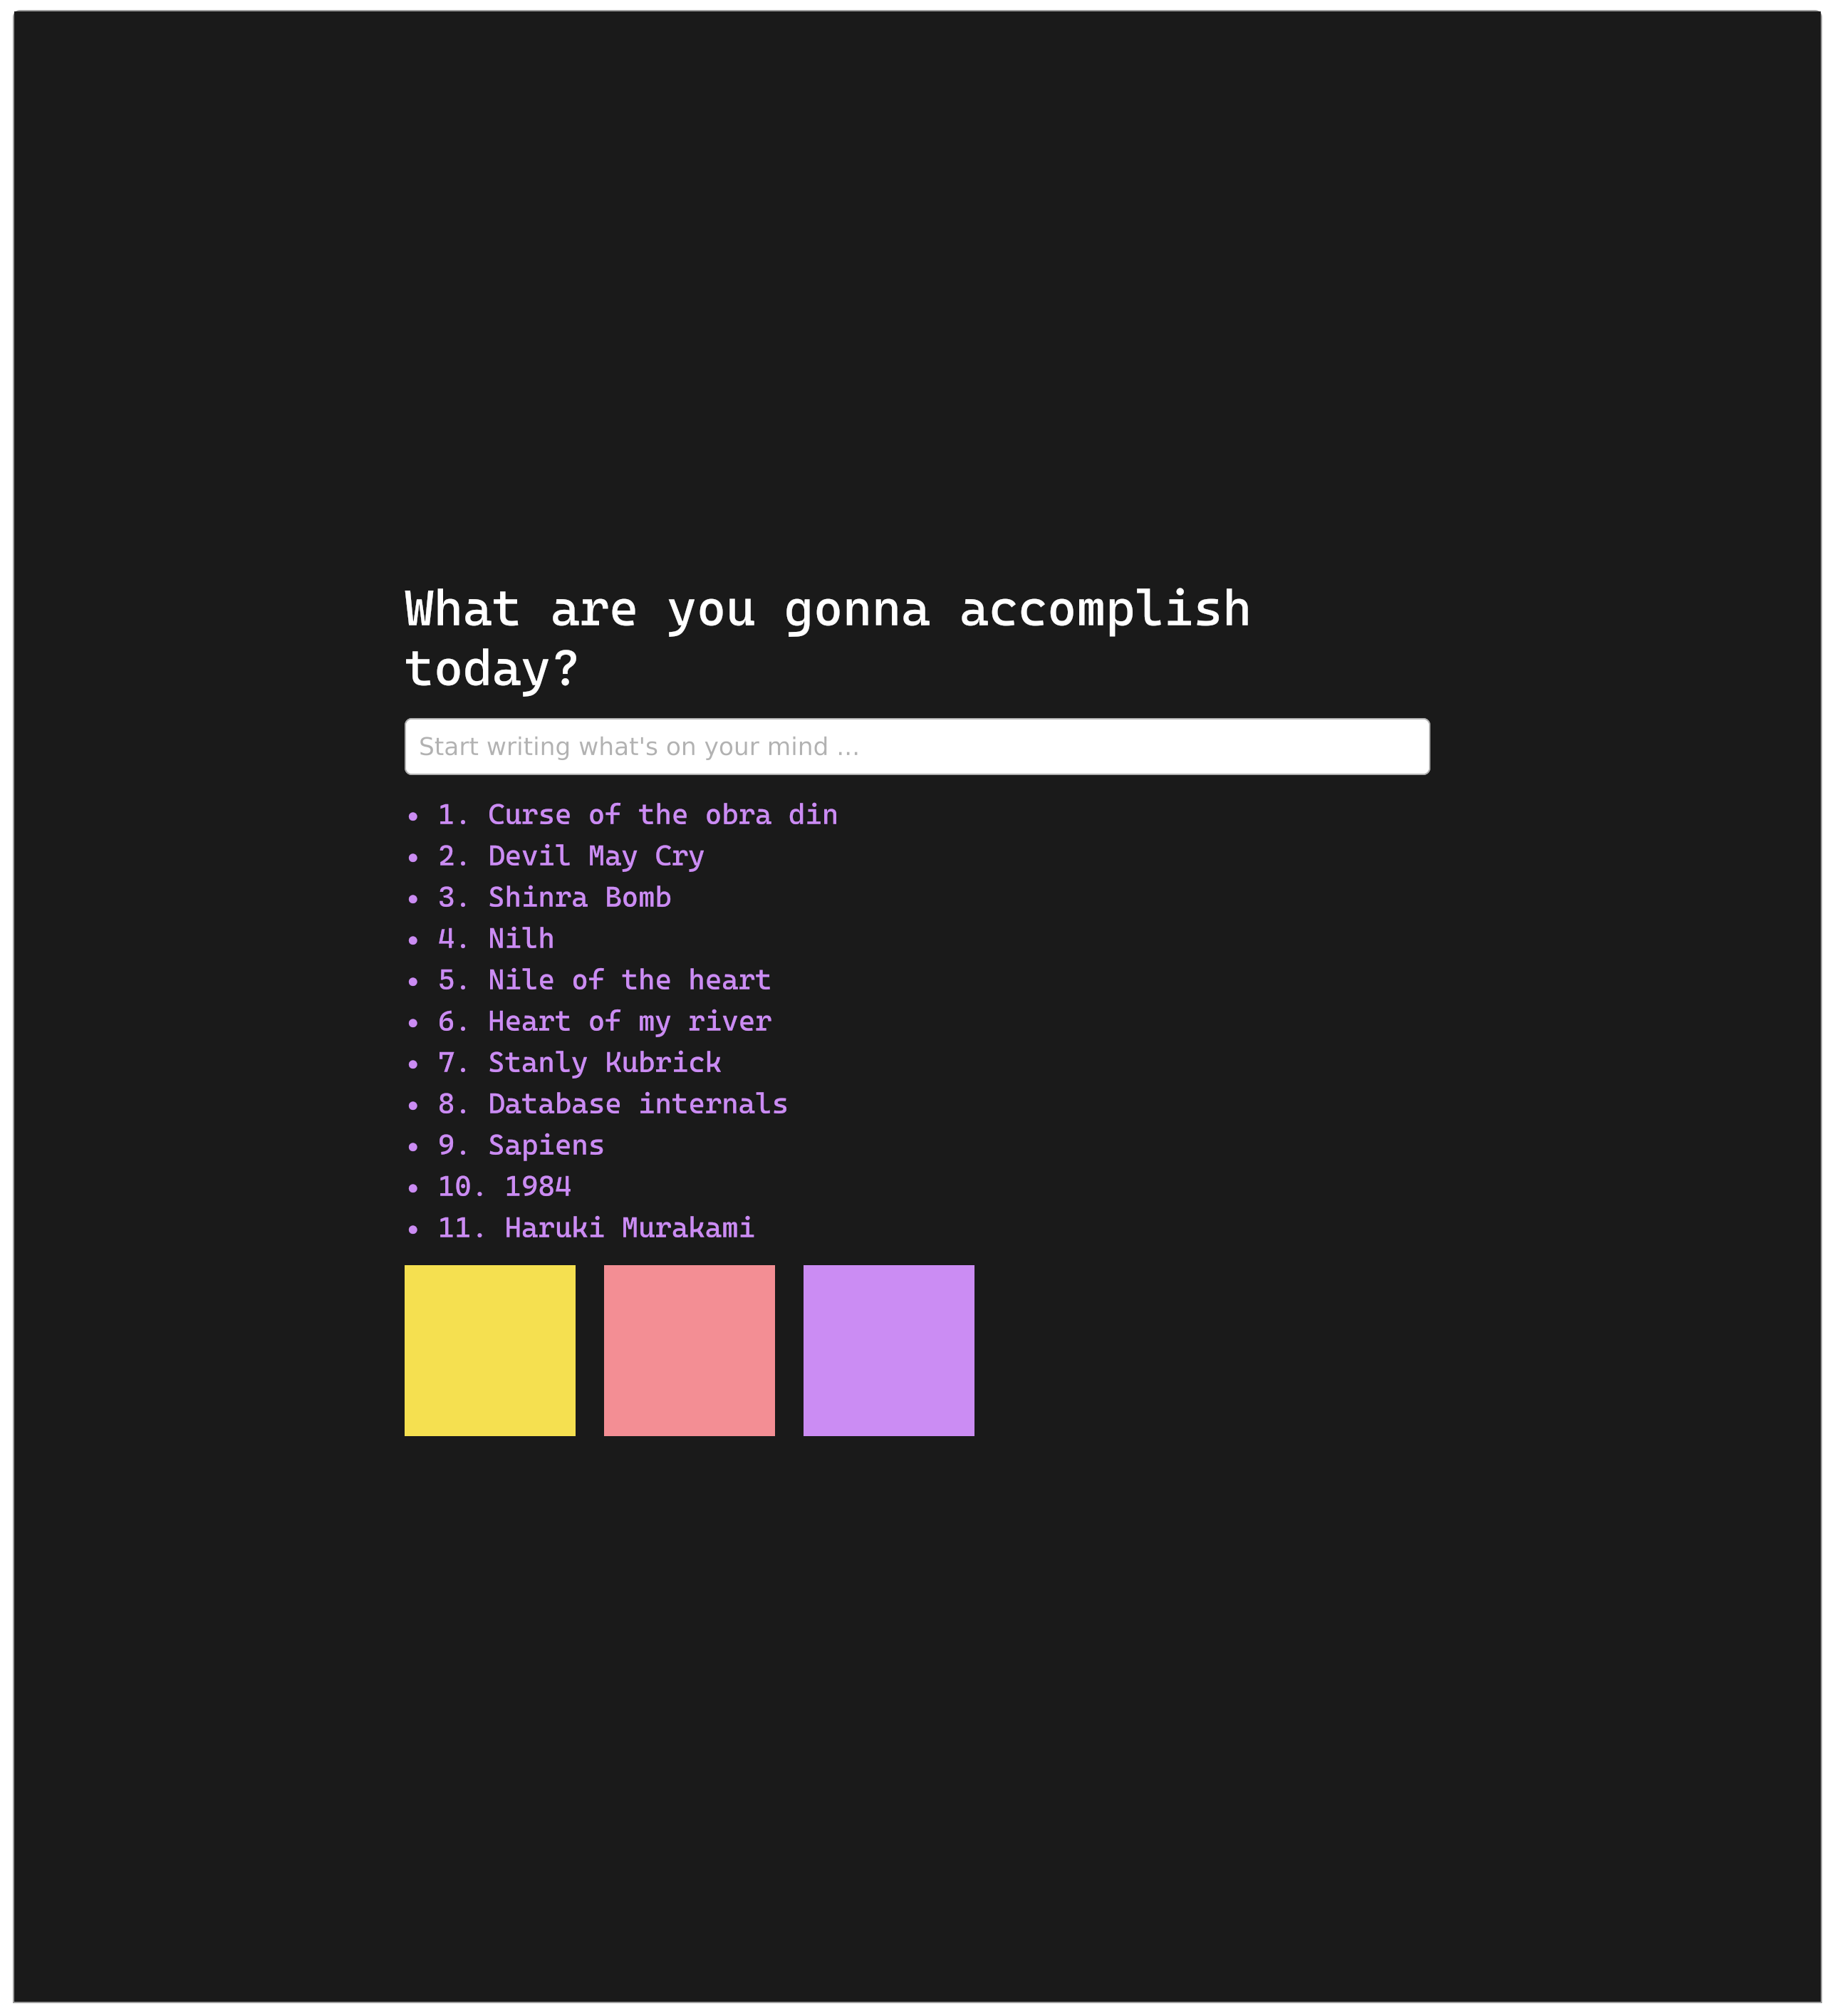 What are you gonna accomplish
today?
Start writing what's on your mind ...
• 1. Curse of the obra din
• 2. Devil May Cry
• 3. Shinra Bomb
• 4. Nilh
• 5. Nile of the heart
• 6. Heart of my river
• 7. Stanly Kubrick
• 8. Database internals
• 9. Sapiens
• 10. 1984
• 11. Haruki Murakami